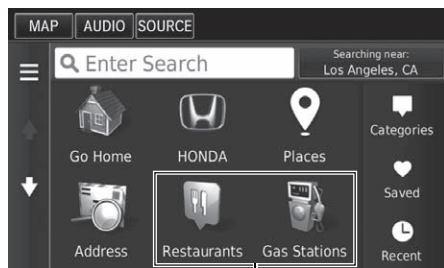 MAP AUDIO SOURCE
Enter Search
Searching near:
Los Angeles, CA
Go Home HONDA Places Categories
Saved
Address Restaurants Gas Stations Recent